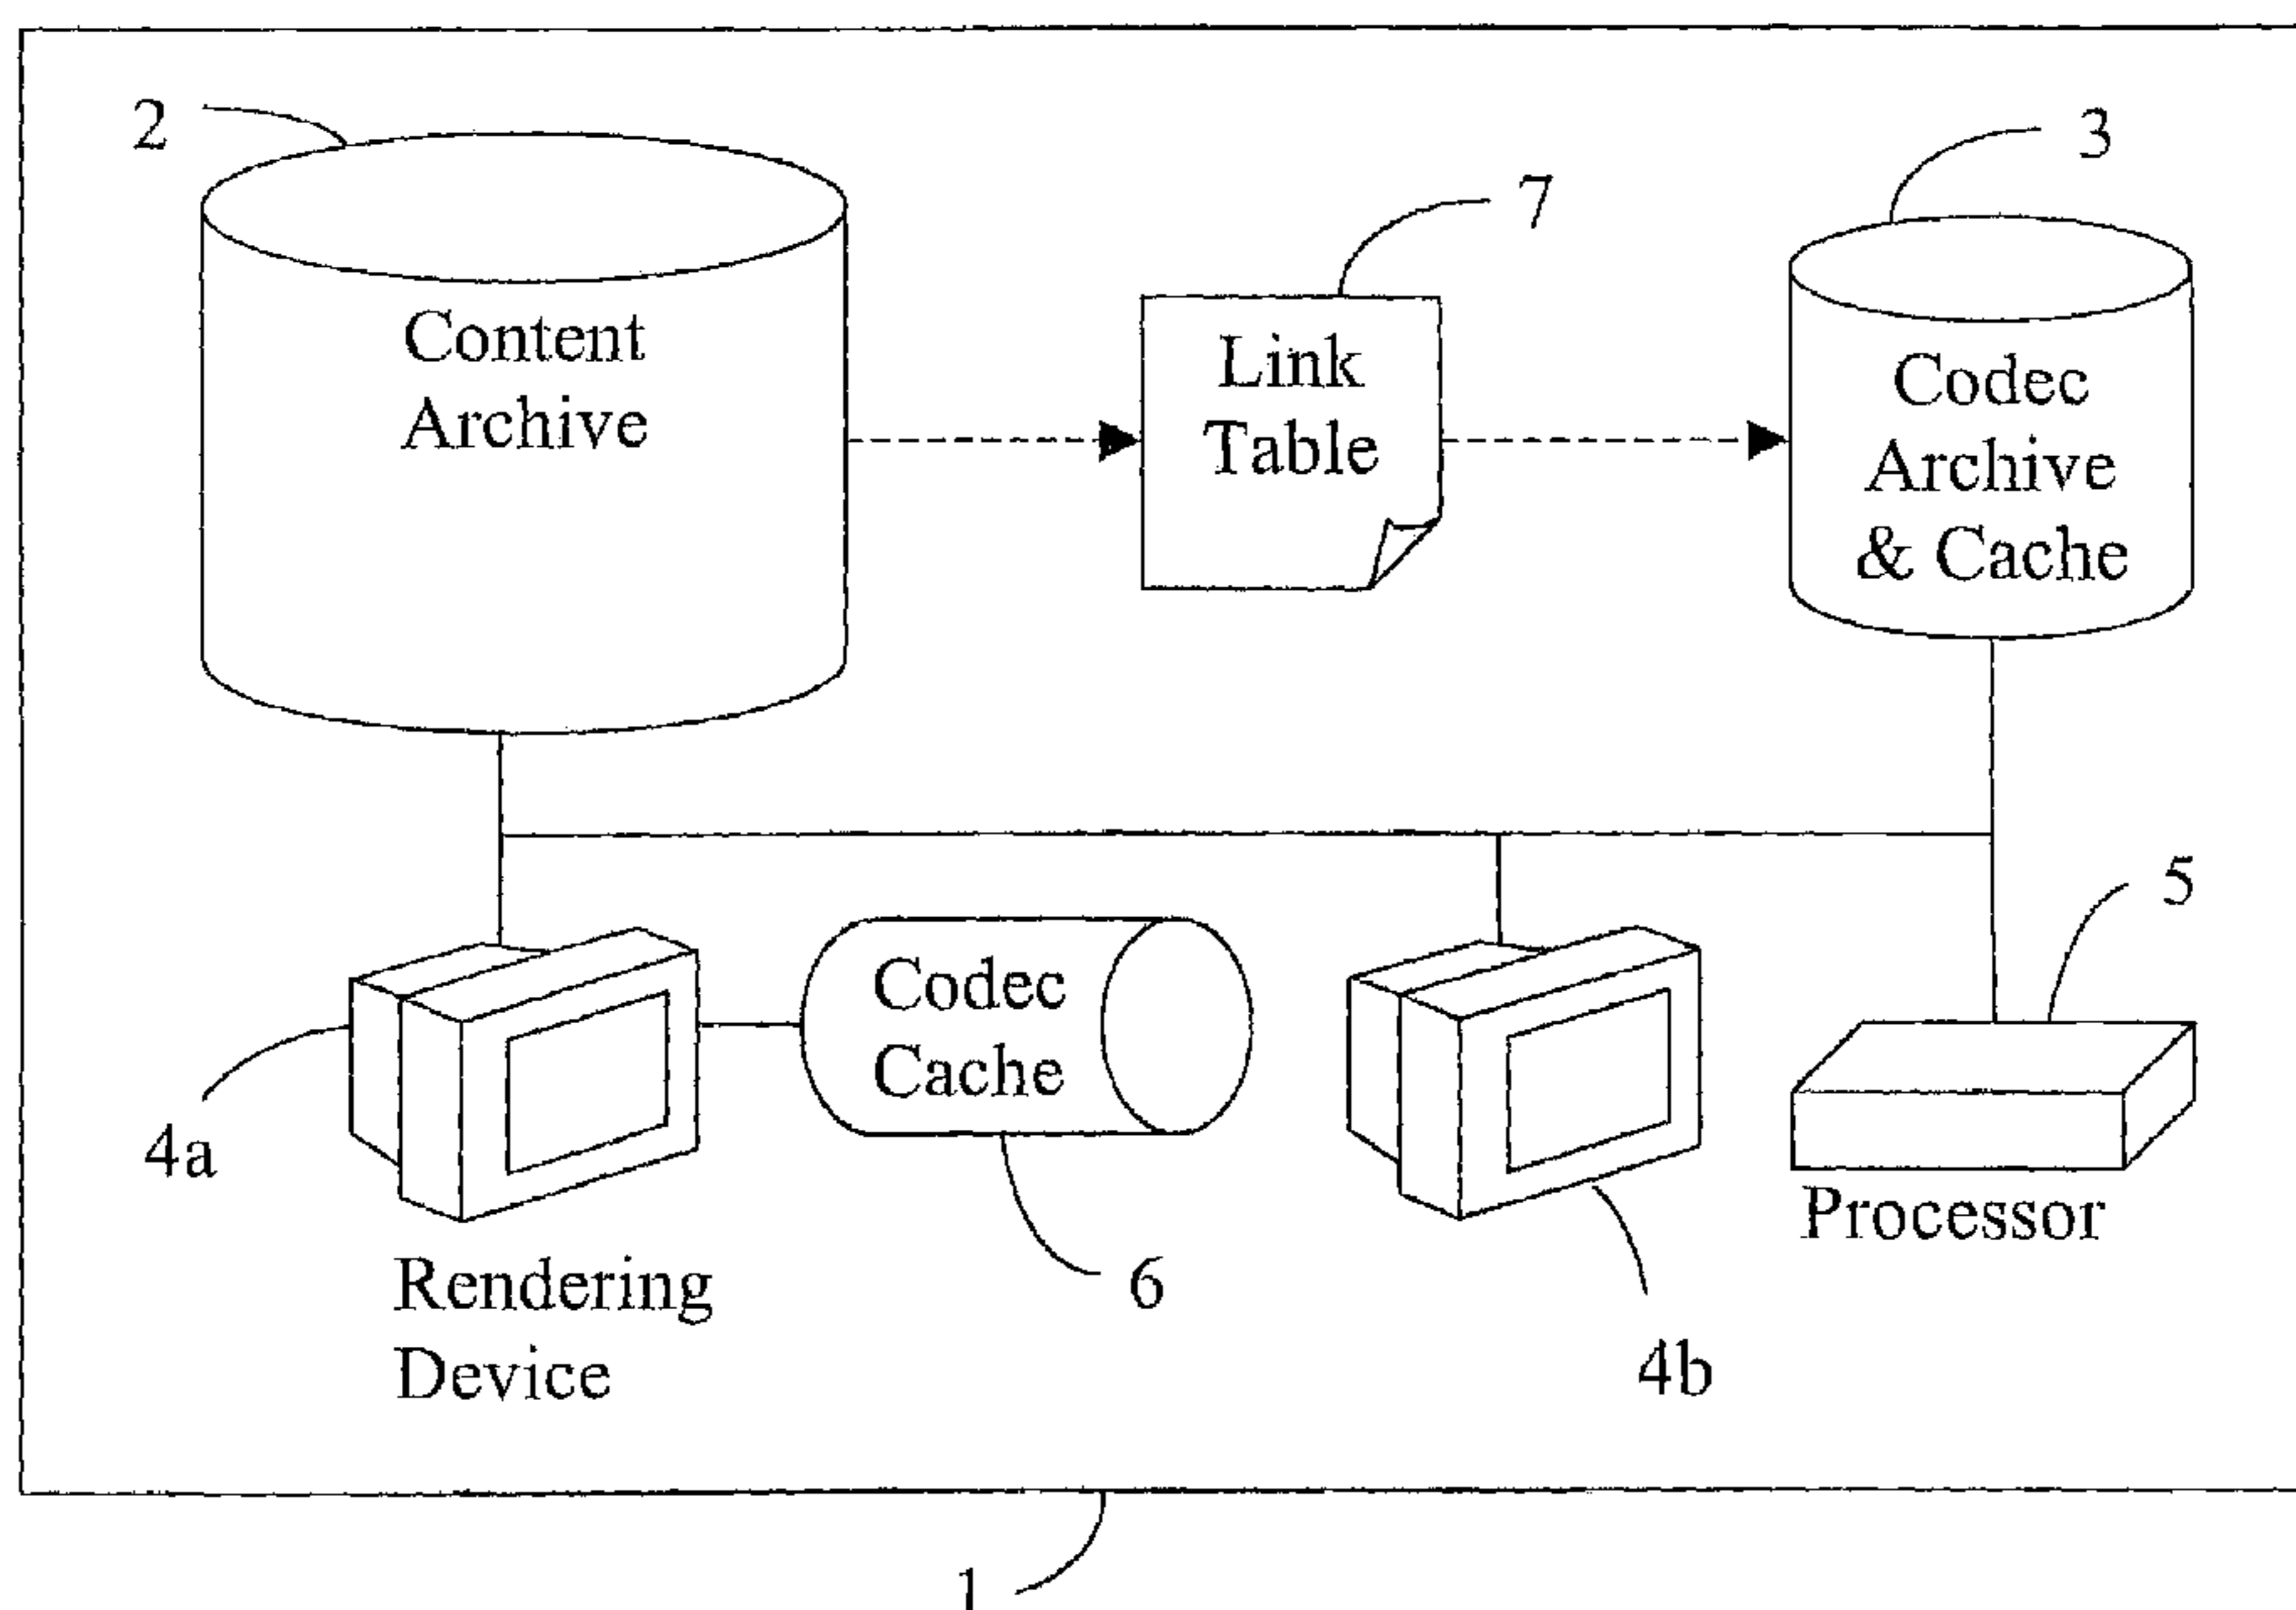 2
3
7
Content
Archive
Link
Table
Codec
Archive
& Cache
5
Codec
Cache
4a
Processor
Rendering
Device
6
4b
1